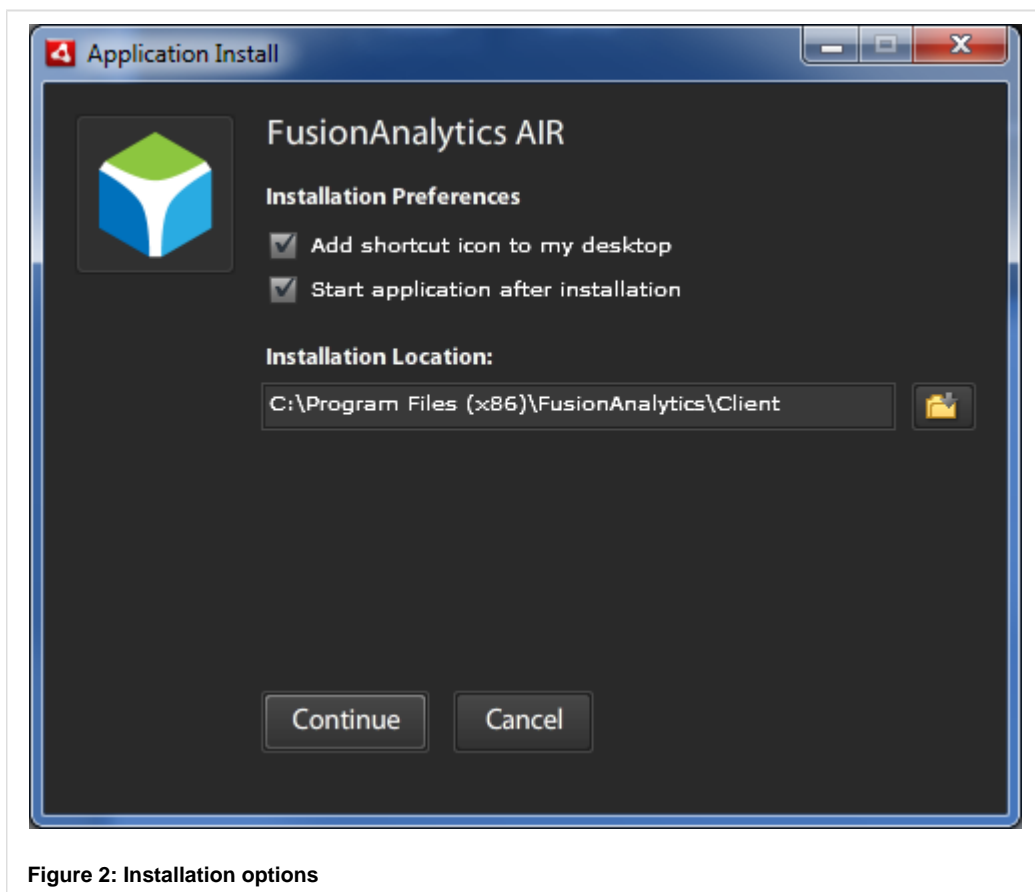 Application Install
FusionAnalytics AIR
Installation Preferences
Add shortcut icon to my desktop
Start application after installation
Installation Location:
C:\Program Files (x86)\FusionAnalytics\Client
Continue
Cancel
Figure 2: Installation options